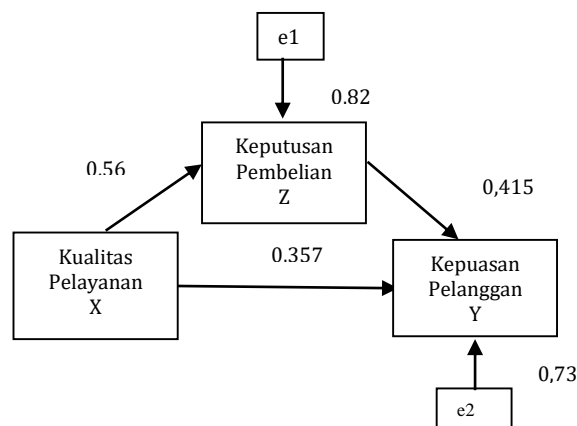 e1
0.82
Keputusan
Pembelian
Z
0.56
0,415
Kualitas
Pelayanan
X
0.357
Kepuasan
Pelanggan
Y
0,73
e2